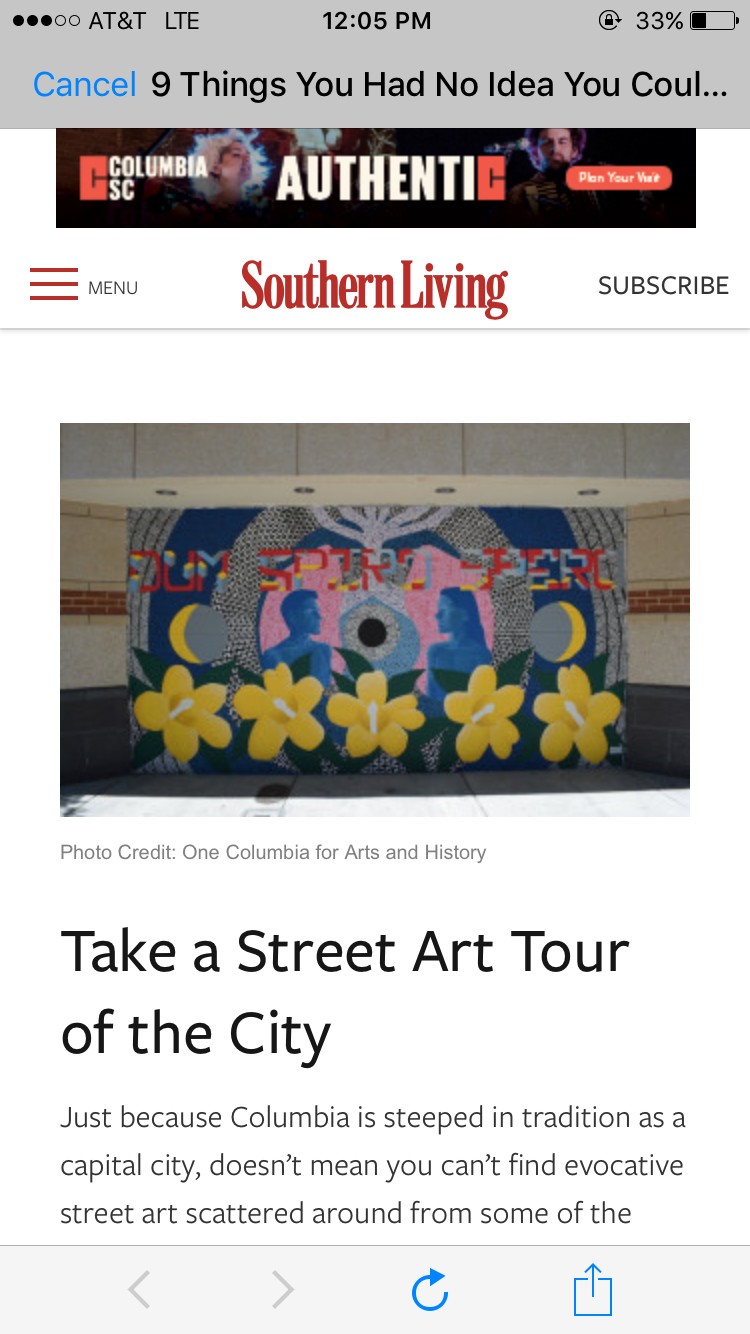 AT&T LTE 12:05 PM 33%
Cancel 9 Things You Had No Idea You Coul...
COLUMBIA
SC
AUTHENTIC
Plan Your Visit
MENU Southern Living SUBSCRIBE
DUM SPIRO SPERO
Photo Credit: One Columbia for Arts and History
Take a Street Art Tour
of the City
Just because Columbia is steeped in tradition as a
capital city, doesn’t mean you can’t find evocative
street art scattered around from some of the